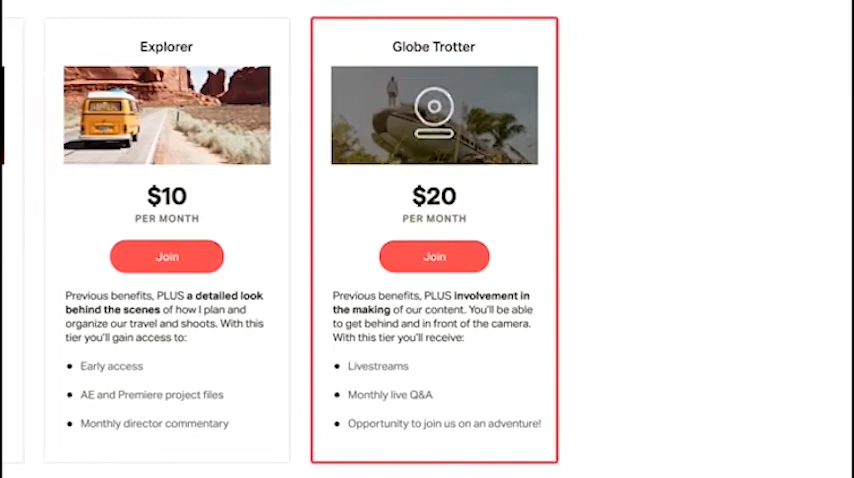 Explorer
$10
PER MONTH
Join
Previous benefits, PLUS a detailed look
behind the scenes of how I plan and
organize our travel and shoots. With this
tier you'll gain access to:
• Early access
• AE and Premiere project files
• Monthly director commentary
Globe Trotter
$20
PER MONTH
Join
Previous benefits, PLUS involvement in
the making of our content. You'll be able
to get behind and in front of the camera.
With this tier you'll receive:
• Livestreams
• Monthly live Q&A
• Opportunity to join us on an adventure!